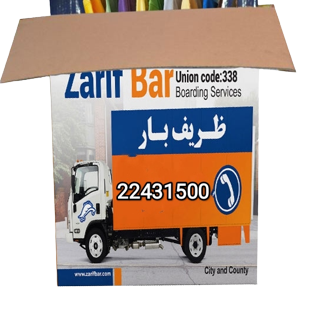 Zarif Bar
Union code:338
Boarding Services
ظریف بار
22431500
www.zarifbar.com
City and County